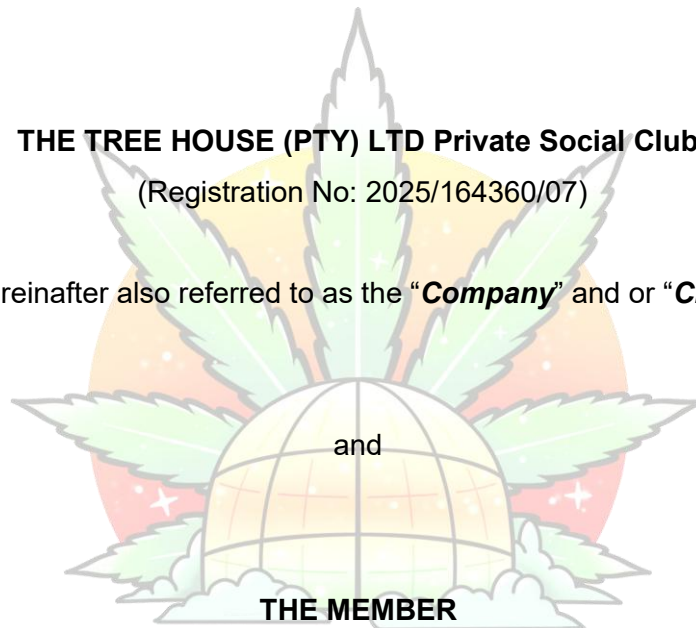 THE TREE HOUSE (PTY) LTD Private Social Club
(Registration No: 2025/164360/07)
also referred to as the “Company” and or “
and
THE MEMBER